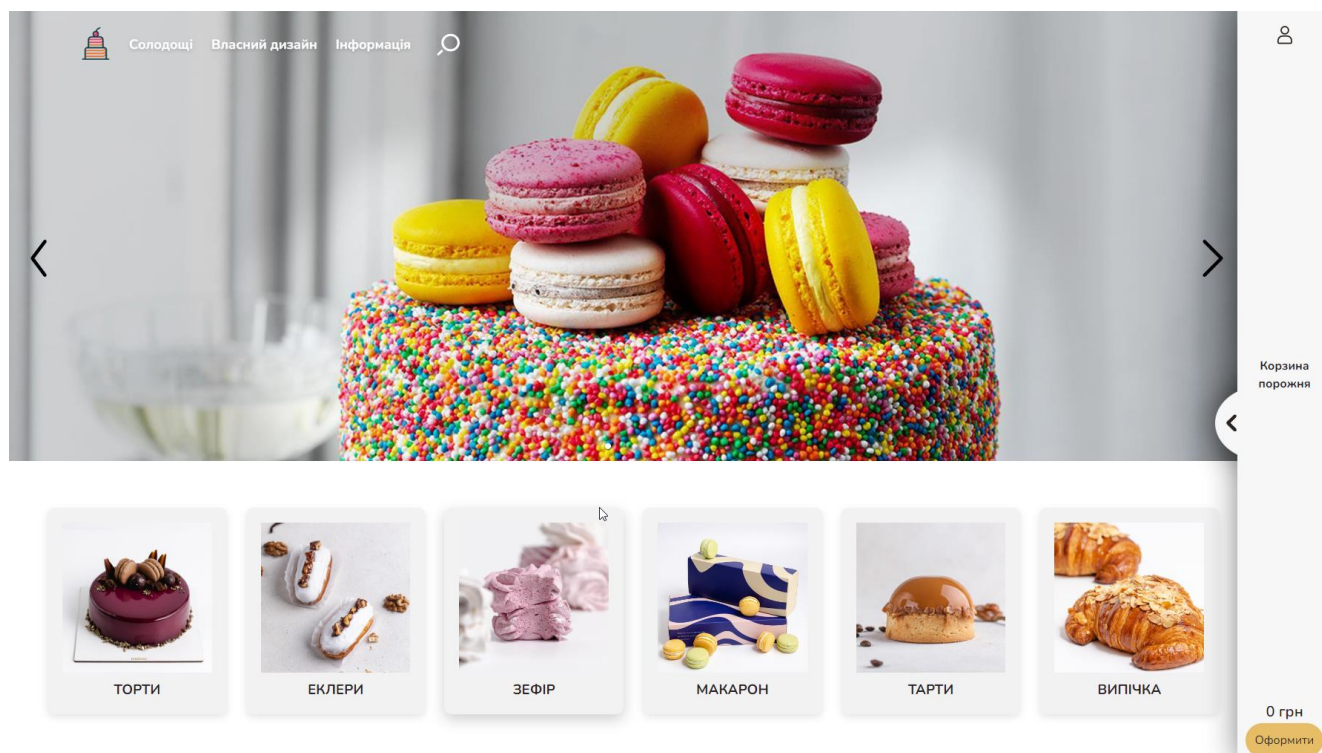 Солодощі Власний дизайн Інформація
Корзина
порожня
ТОРТИ
ЕКЛЕРИ
ЗЕФІР
МАКАРОН
ТАРТИ
ВИПІЧКА
0 грн
Оформити